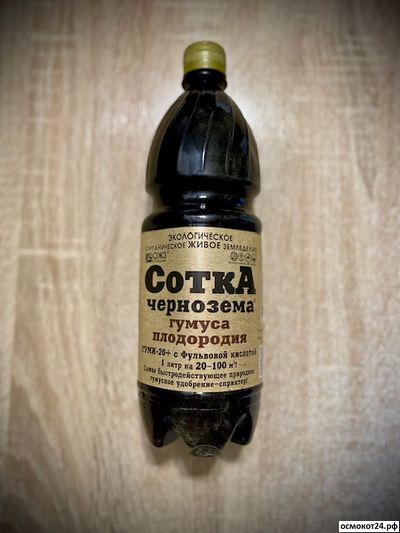 ЭКОЛОГИЧЕСКОЕ
ОРГАНИЧЕСКОЕ ЖИВОЕ ЗЕМЛЕДЕЛИЕ
ОЖЗ
СоткА
чернозема
гумуса
плодородия
ГУМИ-20+ с Фульвовой кислотой
1 литр на 20-100 м²!
Самое быстродействующее природное
гумусное удобрение-спринтер!
осмокот24.рф